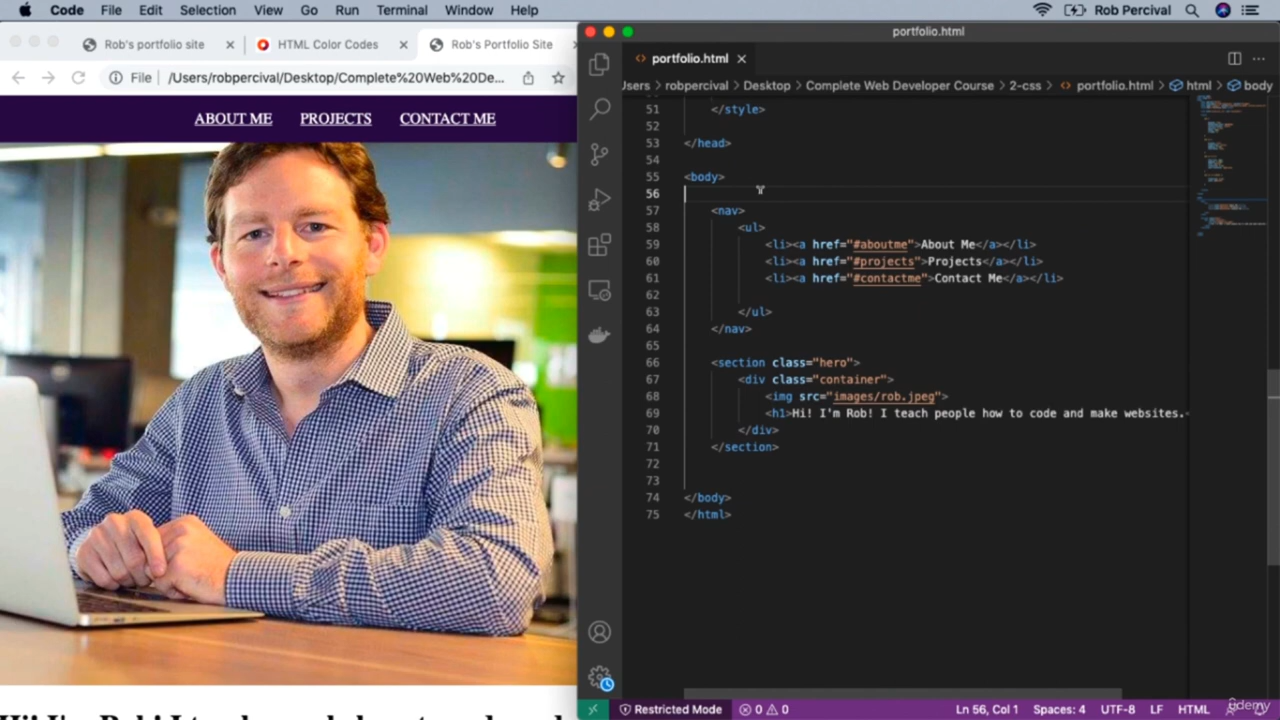 Code File Edit Selection View Go Run Terminal Window Help Rob Percival
portfolio.html
Rob's portfolio site HTML Color Codes Rob's Portfolio Site
File /Users/robpercival/Desktop/Complete%20Web%20De...
ABOUT ME PROJECTS CONTACT ME
portfolio.html
robpercival Desktop Complete Web Developer Course 2-css portfolio.html html body
51 </style>
52
53 </head>
54
55 <body>
56
57 <nav>
58 <ul>
59 <li><a href="#aboutme">About Me</a></li>
60 <li><a href="#projects">Projects</a></li>
61 <li><a href="#contactme">Contact Me</a></li>
62
63 </ul>
64 </nav>
65
66 <section class="hero">
67 <div class="container">
68 <img src="images/rob.jpeg">
69 <h1>Hi! I'm Rob! I teach people how to code and make websites.
70 </div>
71 </section>
72
73
74 </body>
75 </html>
Restricted Mode 0 0 Ln 56, Col 1 Spaces: 4 UTF-8 LF HTML
ûdemy